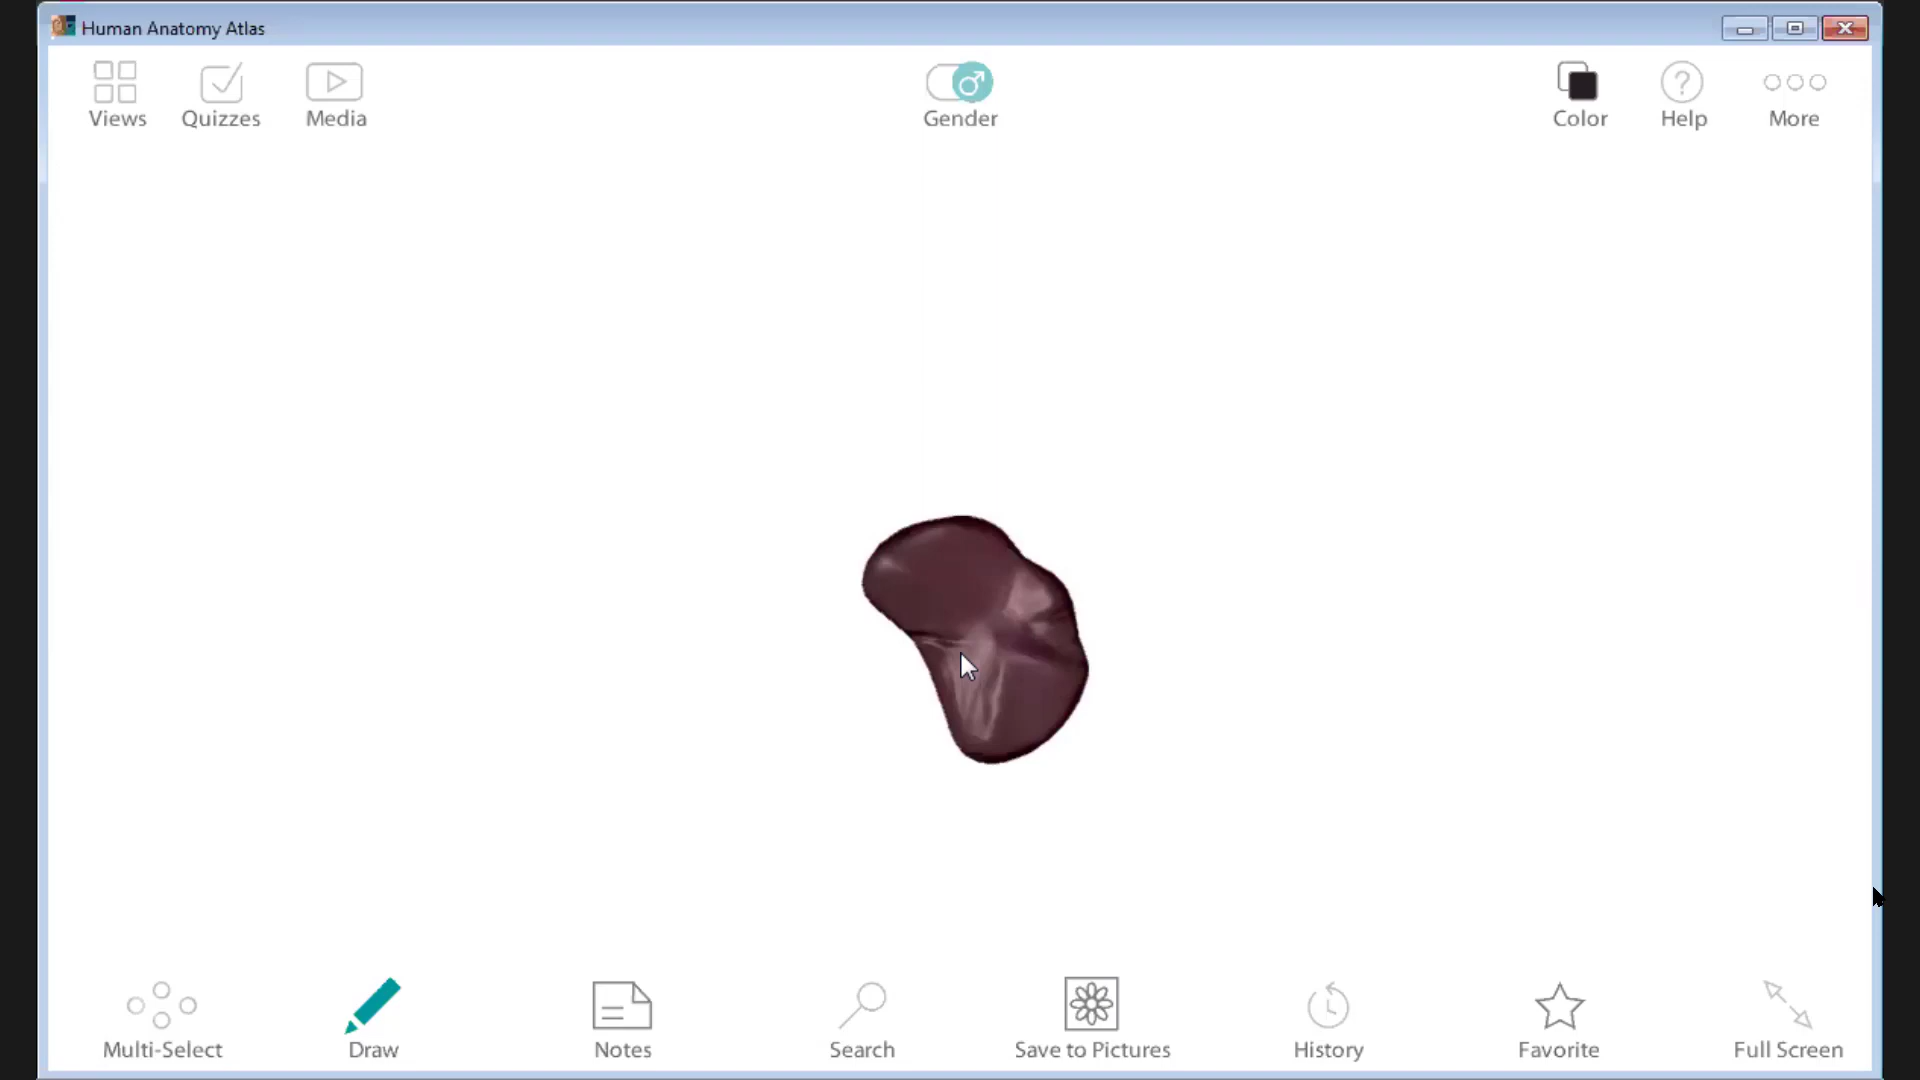 Human Anatomy Atlas
Views Quizzes Media Gender Color Help More
Multi-Select Draw Notes Search Save to Pictures History Favorite Full Screen